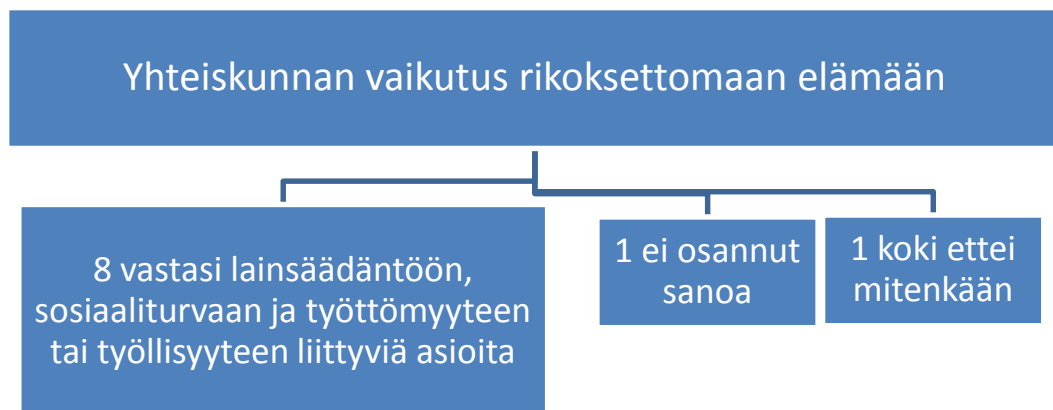 Yhteiskunnan vaikutus rikoksettomaan elämään
8 vastasi lainsäädäntöön,
sosiaaliturvaan ja työttömyyteen
tai työllisyyteen liittyviä asioita
1 ei osannut
sanoa
1 koki ettei
mitenkään